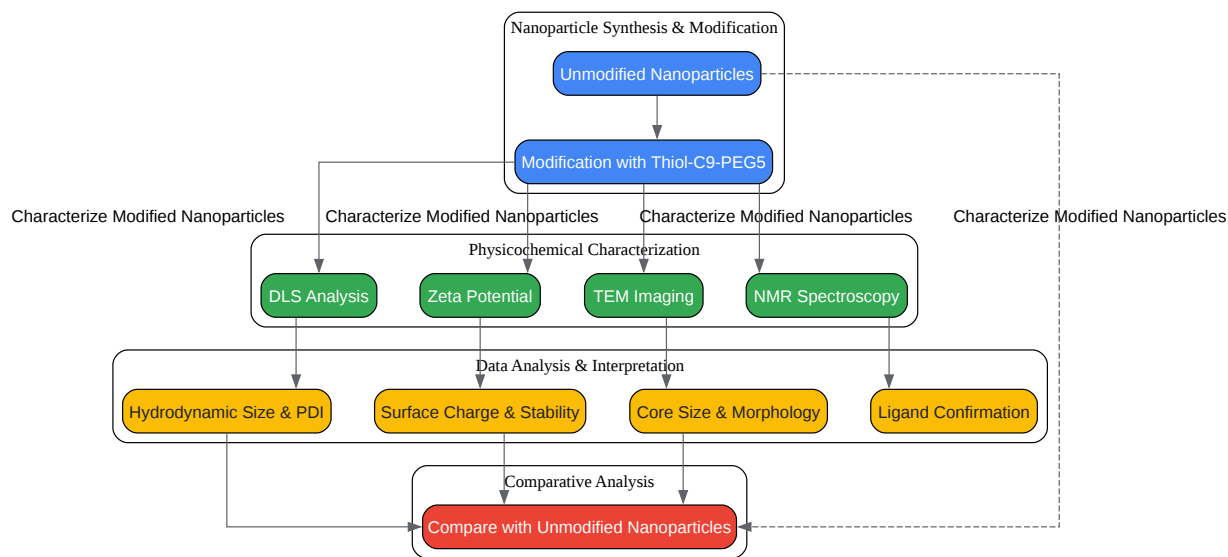 Nanoparticle Synthesis & Modification
Unmodified Nanoparticles
Modification with Thiol-C9-PEG5
Characterize Modified Nanoparticles
Characterize Modified Nanoparticles
Characterize Modified Nanoparticles
Characterize Modified Nanoparticles
Physicochemical Characterization
DLS Analysis
Zeta Potential
TEM Imaging
NMR Spectroscopy
Data Analysis & Interpretation
Hydrodynamic Size & PDI
Surface Charge & Stability
Core Size & Morphology
Ligand Confirmation
Comparative Analysis
Compare with Unmodified Nanoparticles